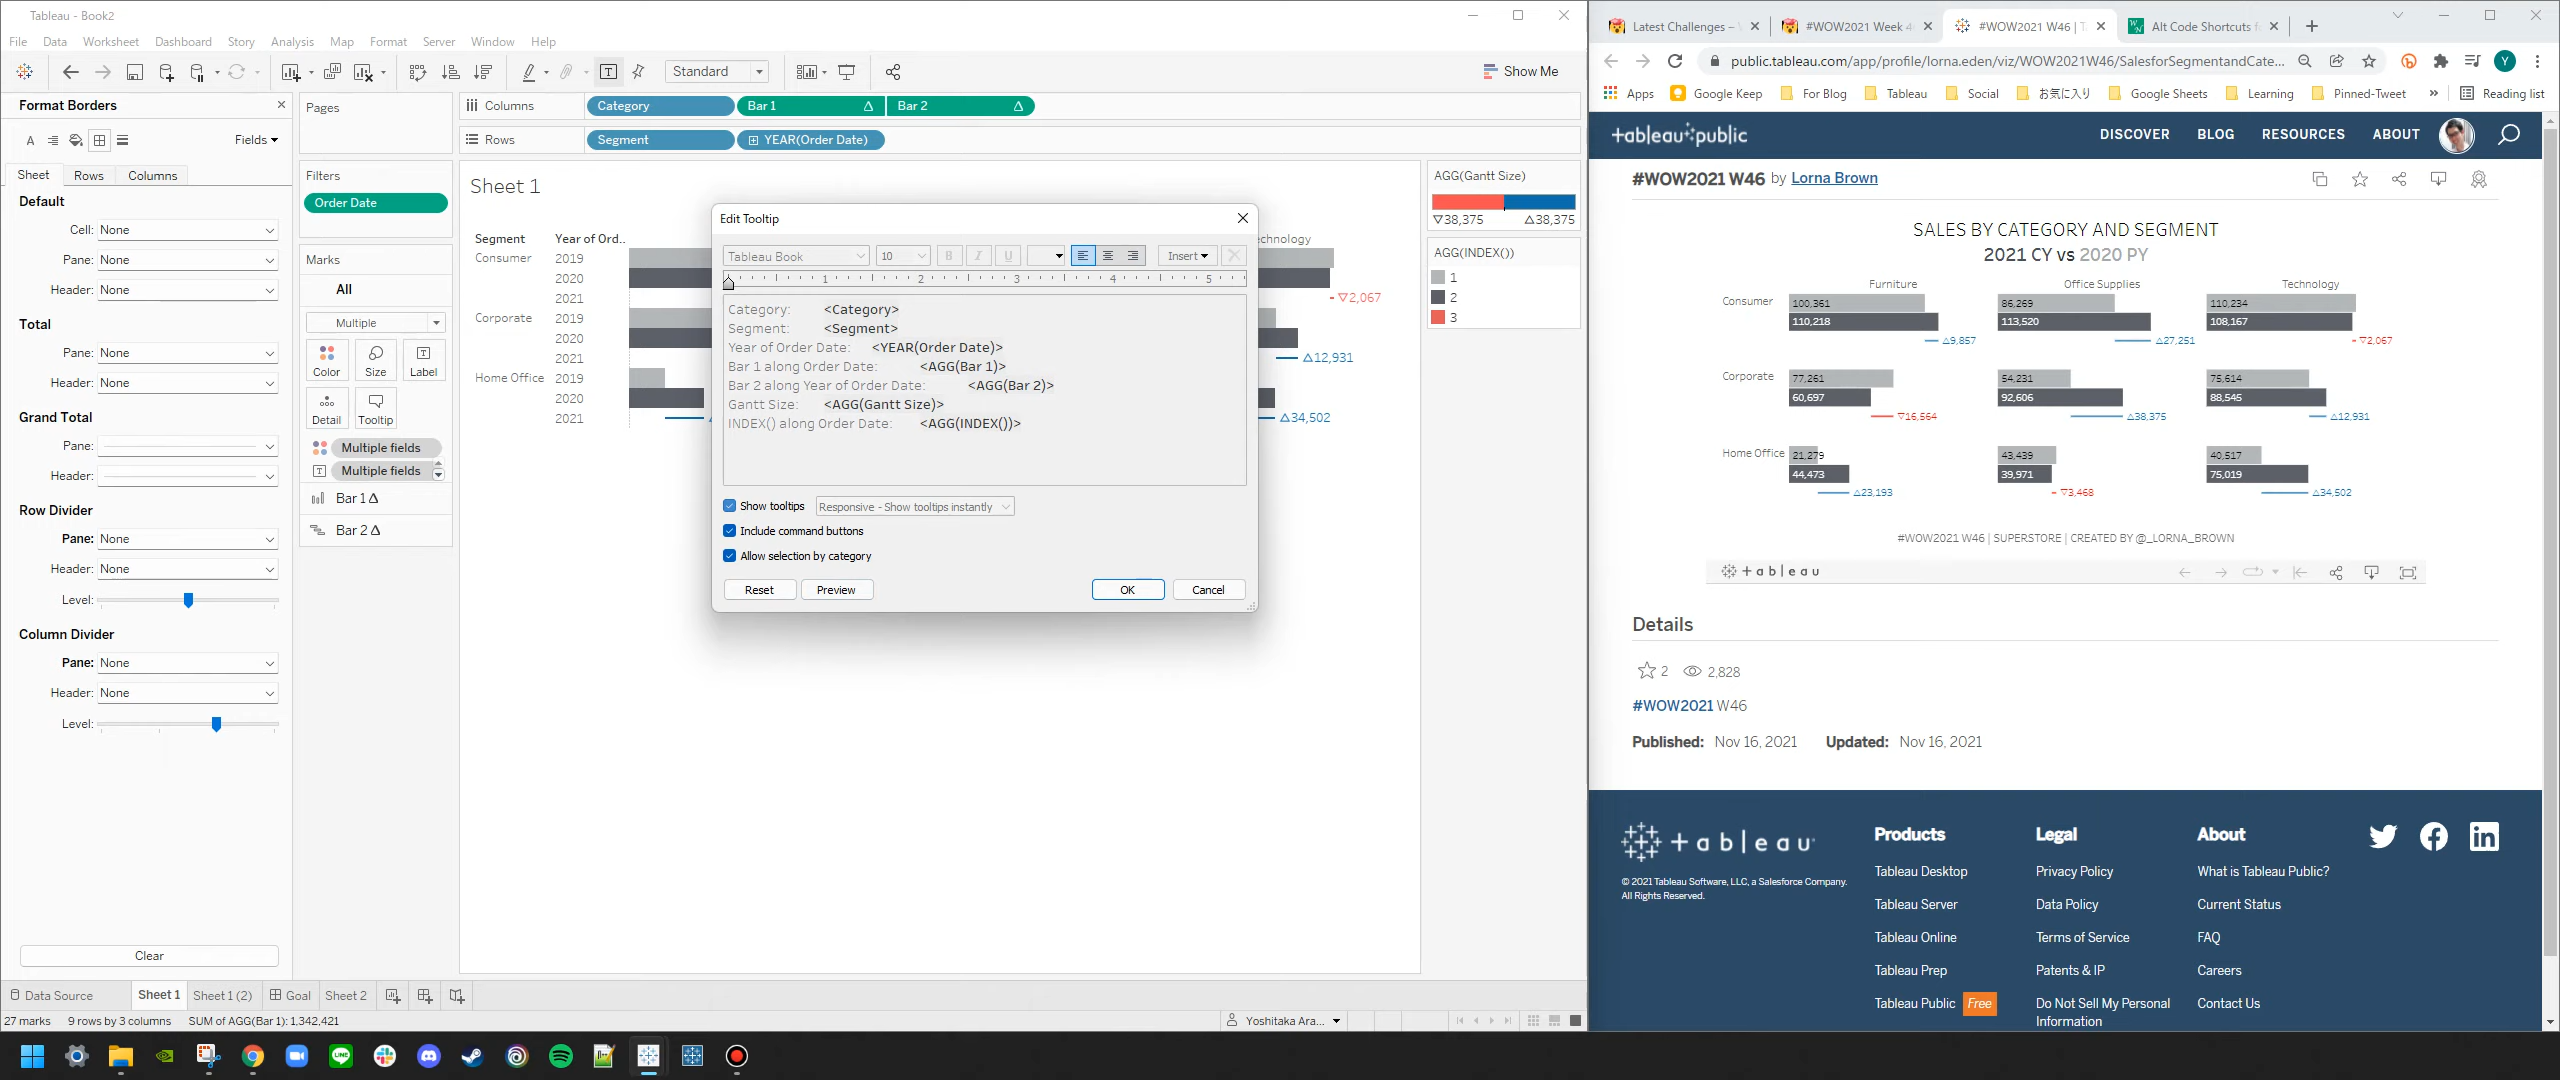 Tableau - Book2
File Data Worksheet Dashboard Story Analysis Map Format Server Window Help
Standard
Show Me
Format Borders
Fields
Sheet Rows Columns
Default
Cell: None
Pane: None
Header: None
Total
Pane: None
Header: None
Grand Total
Pane:
Header:
Row Divider
Pane: None
Header: None
Level:
Column Divider
Pane: None
Header: None
Level:
Clear
Pages
Filters
Order Date
Marks
All
Multiple
Color Size Label
Detail Tooltip
Multiple fields
Multiple fields
Bar 1 Δ
Bar 2 Δ
Columns Category Bar 1 Δ Bar 2 Δ
Rows Segment YEAR(Order Date)
Sheet 1
Segment Year of Ord.. chnology
Consumer 2019
2020
2021 ▽2,067
Corporate 2019
2020
2021 Δ12,931
Home Office 2019
2020
2021 Δ34,502
AGG(Gantt Size)
▽38,375 Δ38,375
AGG(INDEX())
1
2
3
Edit Tooltip
Tableau Book 10 B I U Insert
1 2 3 4 5
Category: <Category>
Segment: <Segment>
Year of Order Date: <YEAR(Order Date)>
Bar 1 along Order Date: <AGG(Bar 1)>
Bar 2 along Year of Order Date: <AGG(Bar 2)>
Gantt Size: <AGG(Gantt Size)>
INDEX() along Order Date: <AGG(INDEX())>
Show tooltips Responsive - Show tooltips instantly
Include command buttons
Allow selection by category
Reset Preview OK Cancel
Data Source Sheet 1 Sheet 1 (2) Goal Sheet 2
27 marks 9 rows by 3 columns SUM of AGG(Bar 1): 1,342,421
Yoshitaka Ara...
Latest Challenges – #WOW2021 Week 4 #WOW2021 W46 | T Alt Code Shortcuts f
public.tableau.com/app/profile/lorna.eden/viz/WOW2021W46/SalesforSegmentandCate...
Y
Apps Google Keep For Blog Tableau Social お気に入り Google Sheets Learning Pinned-Tweet » Reading list
+ableau public
DISCOVER BLOG RESOURCES ABOUT
#WOW2021 W46 by Lorna Brown
SALES BY CATEGORY AND SEGMENT
2021 CY vs 2020 PY
Furniture Office Supplies Technology
Consumer 100,361 86,269 110,234
110,218 113,520 108,167
Δ9,857 Δ27,251 ▽2,067
Corporate 77,261 54,231 75,614
60,697 92,606 88,545
▽16,564 Δ38,375 Δ12,931
Home Office 21,279 43,439 40,517
44,473 39,971 75,019
Δ23,193 ▽3,468 Δ34,502
#WOW2021 W46 | SUPERSTORE | CREATED BY @_LORNA_BROWN
+ a b | e a u
Details
2 2,828
#WOW2021 W46
Published: Nov 16, 2021 Updated: Nov 16, 2021
+ a b | e a u
© 2021 Tableau Software, LLC, a Salesforce Company.
All Rights Reserved.
Products
Tableau Desktop
Tableau Server
Tableau Online
Tableau Prep
Tableau Public Free
Legal
Privacy Policy
Data Policy
Terms of Service
Patents & IP
Do Not Sell My Personal
Information
About
What is Tableau Public?
Current Status
FAQ
Careers
Contact Us